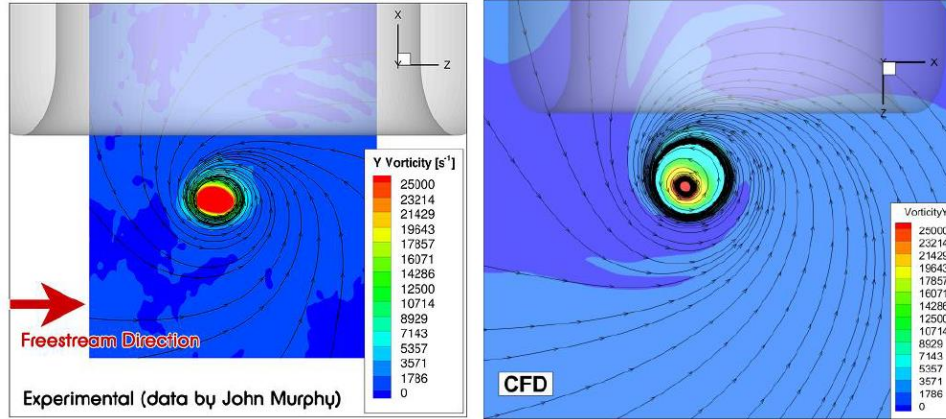 X
Y
Z
Y Vorticity [s⁻¹]
25000
23214
21429
19643
17857
16071
14286
12500
10714
8929
7143
5357
3571
1786
0
Freestream Direction
Experimental (data by John Murphy)
Y
X
Z
CFD
VorticityY
25000
23214
21429
19643
17857
16071
14286
12500
10714
8929
7143
5357
3571
1786
0